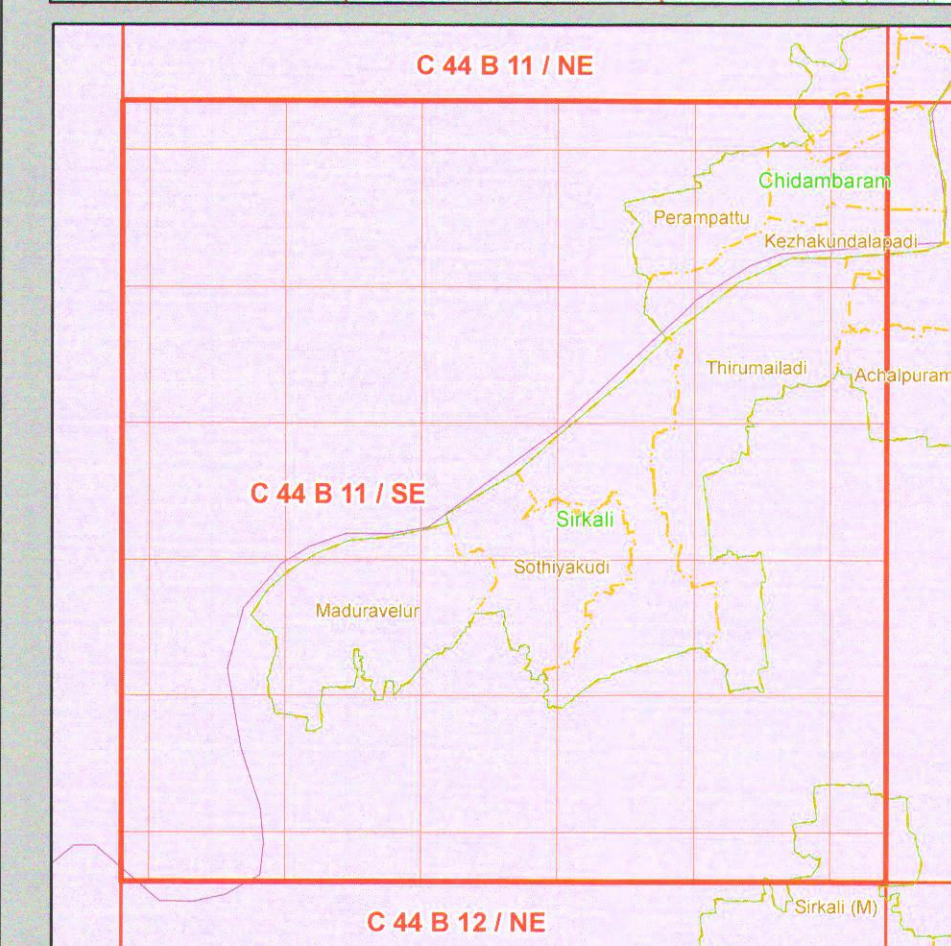 C 44 B 11 / NE
Chidambaram
Perampattu
Kezhakundalapadi
Thirumailadi
Achalpuram
C 44 B 11 / SE
Sirkali
Sothiyakudi
Maduravelur
Sirkali (M)
C 44 B 12 / NE